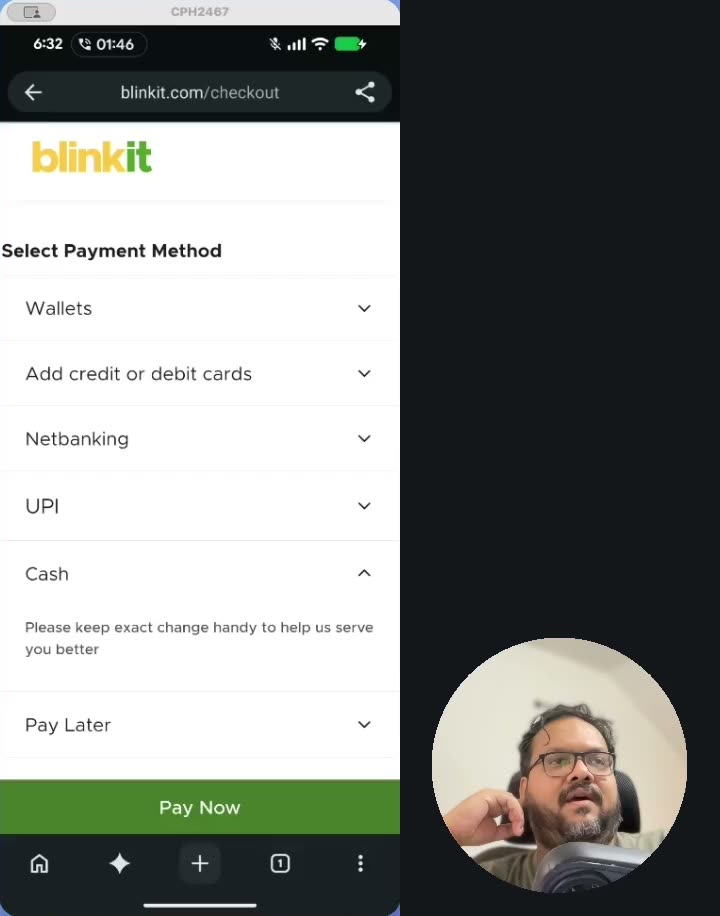 CPH2467
6:32 01:46
blinkit.com/checkout
blinkit
Select Payment Method
Wallets
Add credit or debit cards
Netbanking
UPI
Cash
Please keep exact change handy to help us serve
you better
Pay Later
Pay Now
1